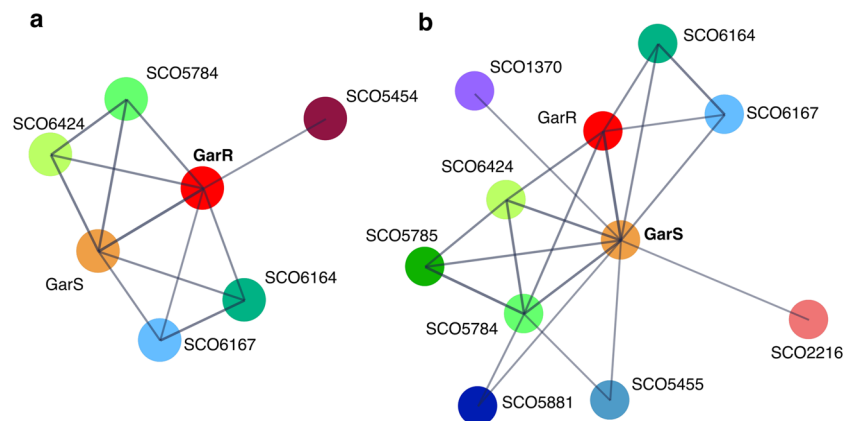 a
SCO5784
SCO5454
SCO6424
GarR
GarS
SCO6164
SCO6167
b
SCO6164
SCO1370
GarR
SCO6167
SCO6424
SCO5785
GarS
SCO5784
SCO2216
SCO5881
SCO5455